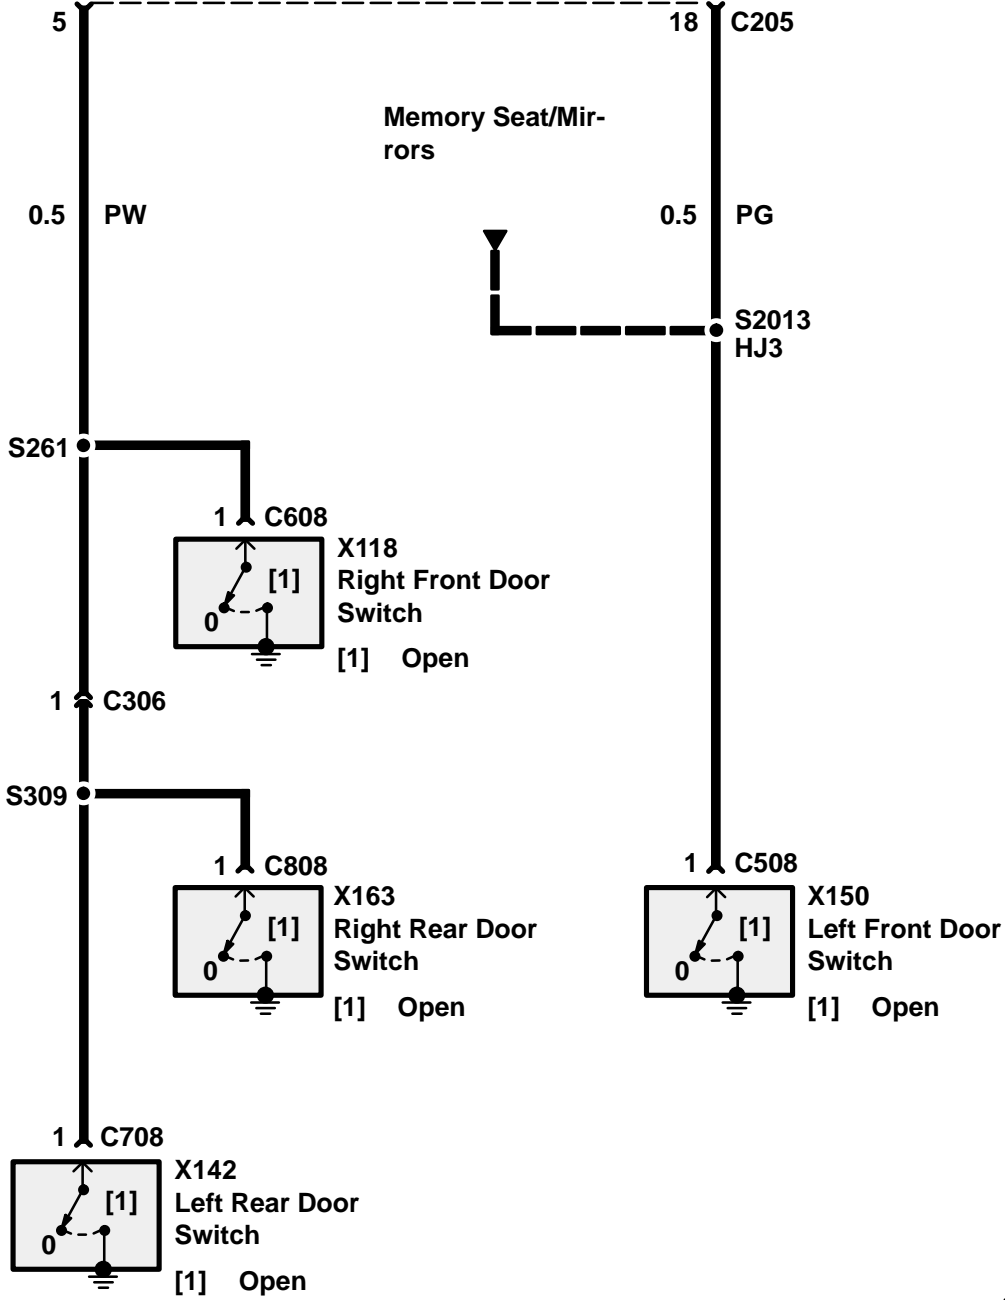 5
18 C205
Memory Seat/Mir-
rors
0.5 PW
0.5 PG
S2013
HJ3
S261
1 C608
X118
Right Front Door
Switch
[1] Open
[1]
0
1 C306
S309
1 C808
X163
Right Rear Door
Switch
[1] Open
[1]
0
1 C508
X150
Left Front Door
Switch
[1] Open
[1]
0
1 C708
X142
Left Rear Door
Switch
[1] Open
[1]
0